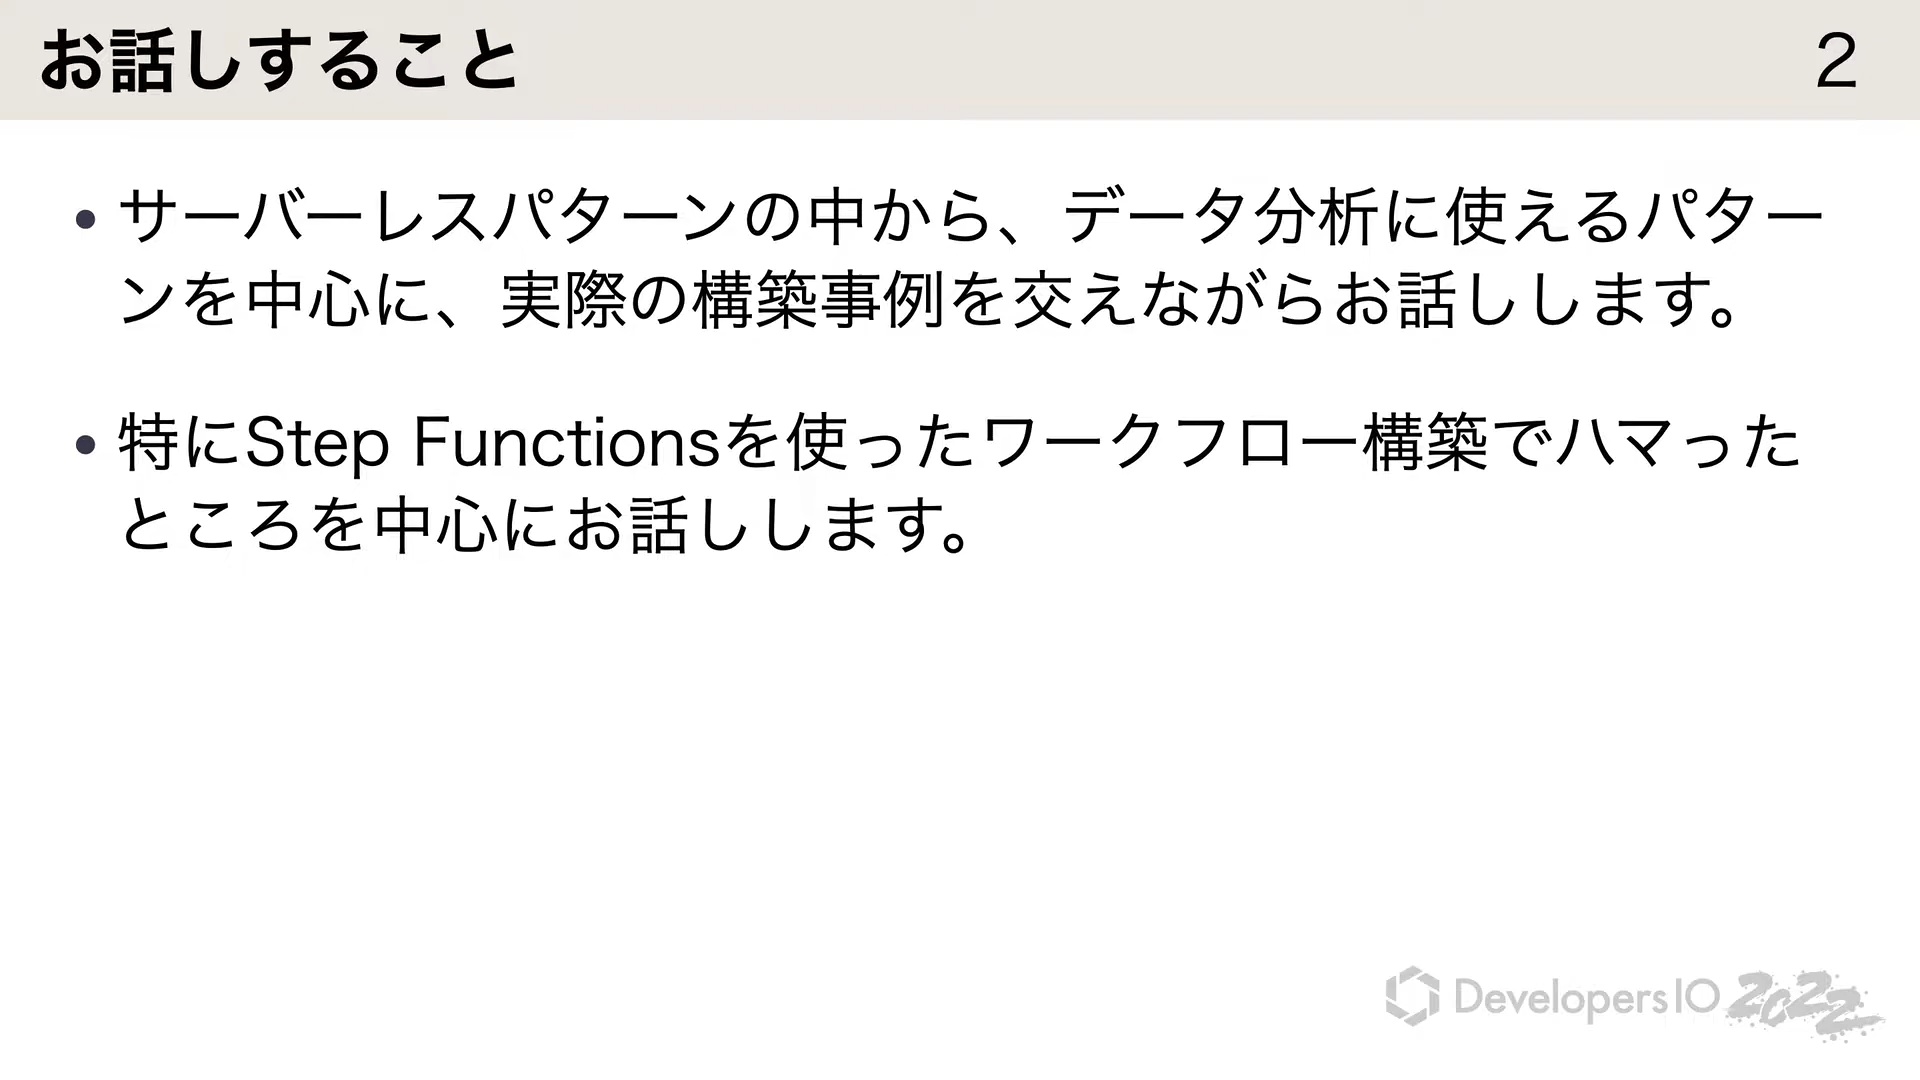 お話しすること
2
• サーバーレスパターンの中から、データ分析に使えるパター
ンを中心に、実際の構築事例を交えながらお話しします。
• 特にStep Functionsを使ったワークフロー構築でハマった
ところを中心にお話しします。
DevelopersIO 2022